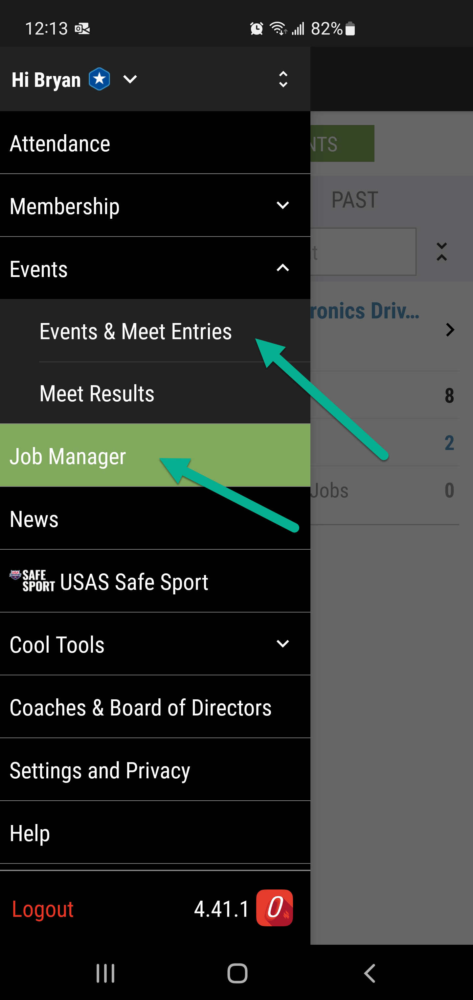 12:13
82%
Hi Bryan
Attendance
NTS
Membership
PAST
t
Events
ronics Driv...
Events & Meet Entries
8
Meet Results
2
Job Manager
Jobs
0
News
USA
SAFE
SPORT
USAS Safe Sport
Cool Tools
Coaches & Board of Directors
Settings and Privacy
Help
Logout
4.41.1